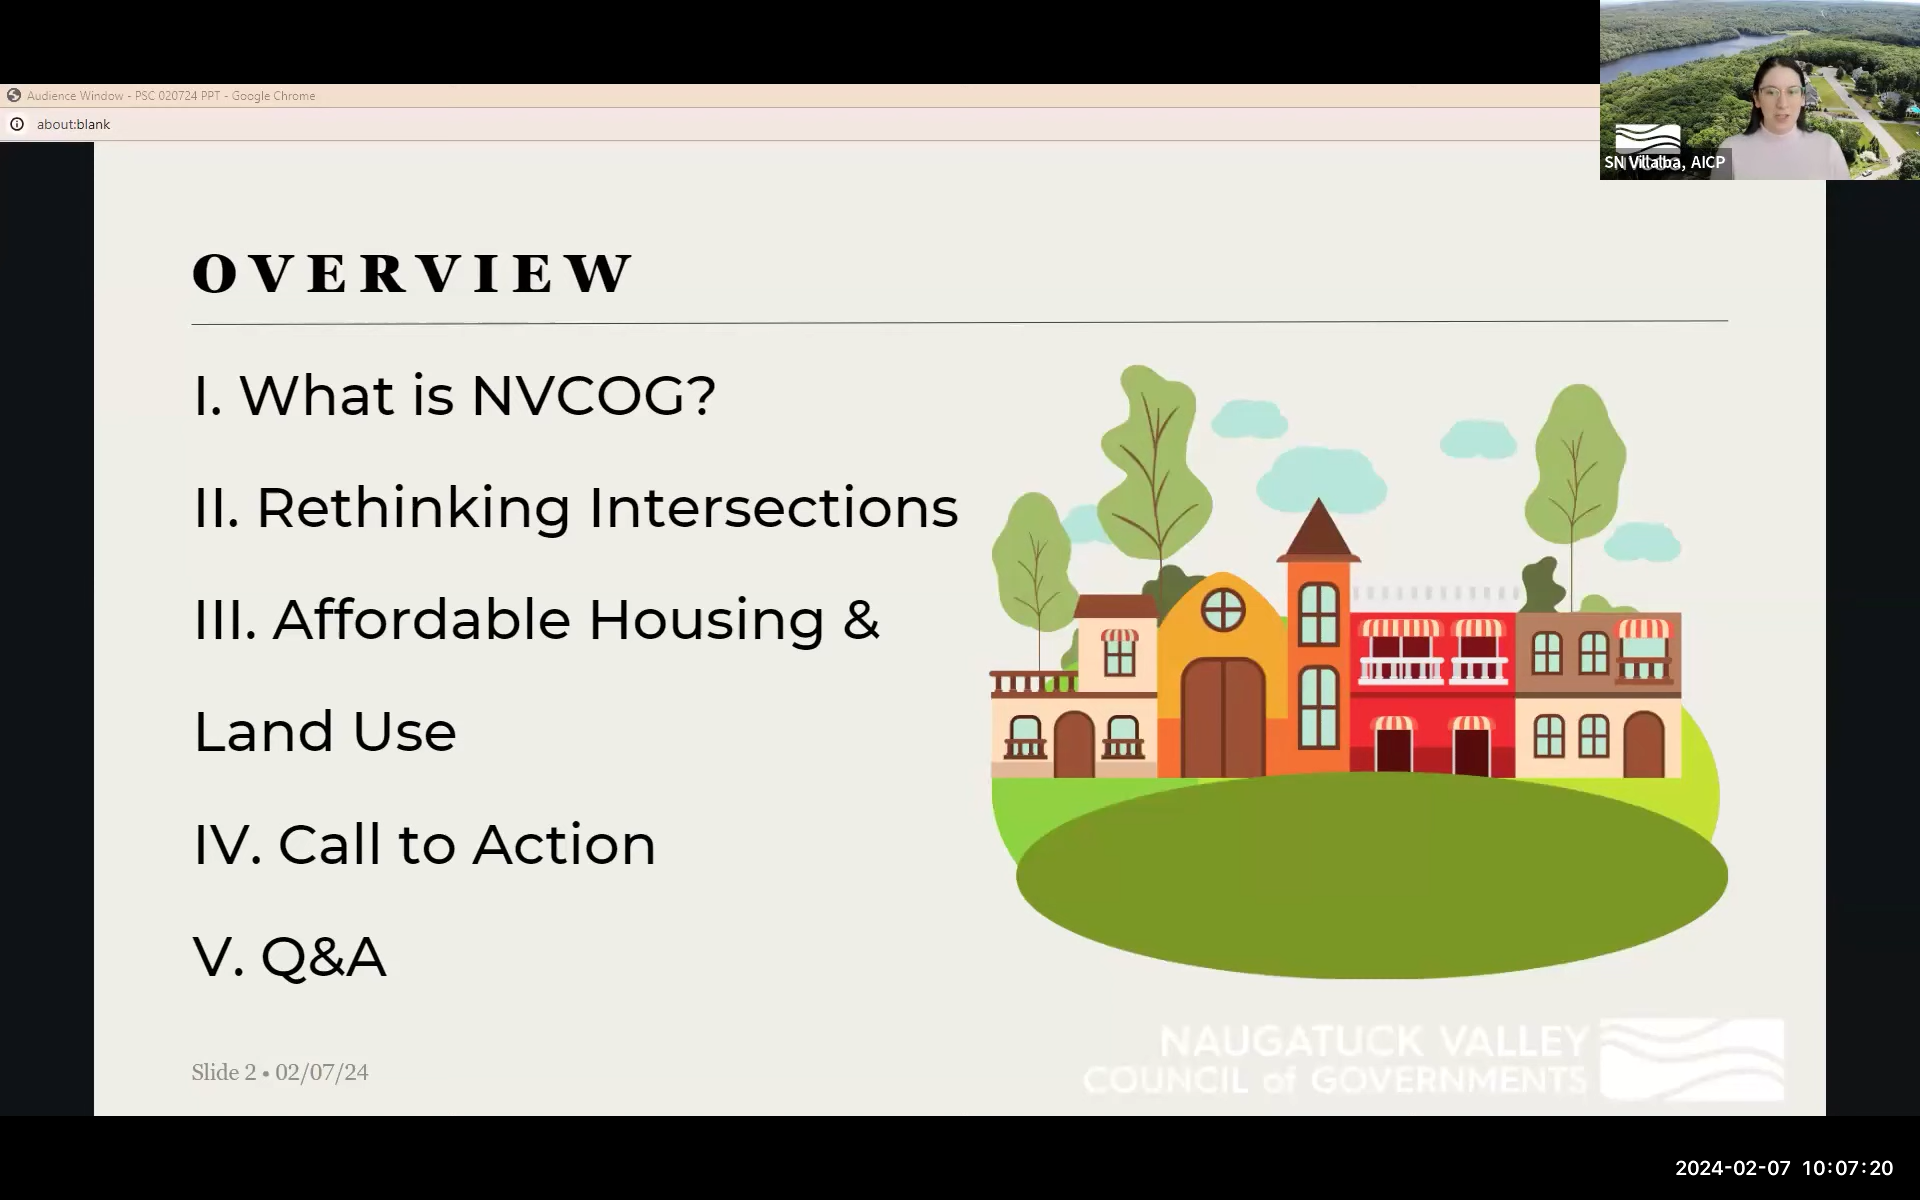 Audience Window - PSC 020724 PPT - Google Chrome
about:blank
SN Villalba, AICP
OVERVIEW
I. What is NVCOG?
II. Rethinking Intersections
III. Affordable Housing &
Land Use
IV. Call to Action
V. Q&A
NAUGATUCK VALLEY
COUNCIL of GOVERNMENTS
Slide 2 • 02/07/24
2024-02-07 10:07:20